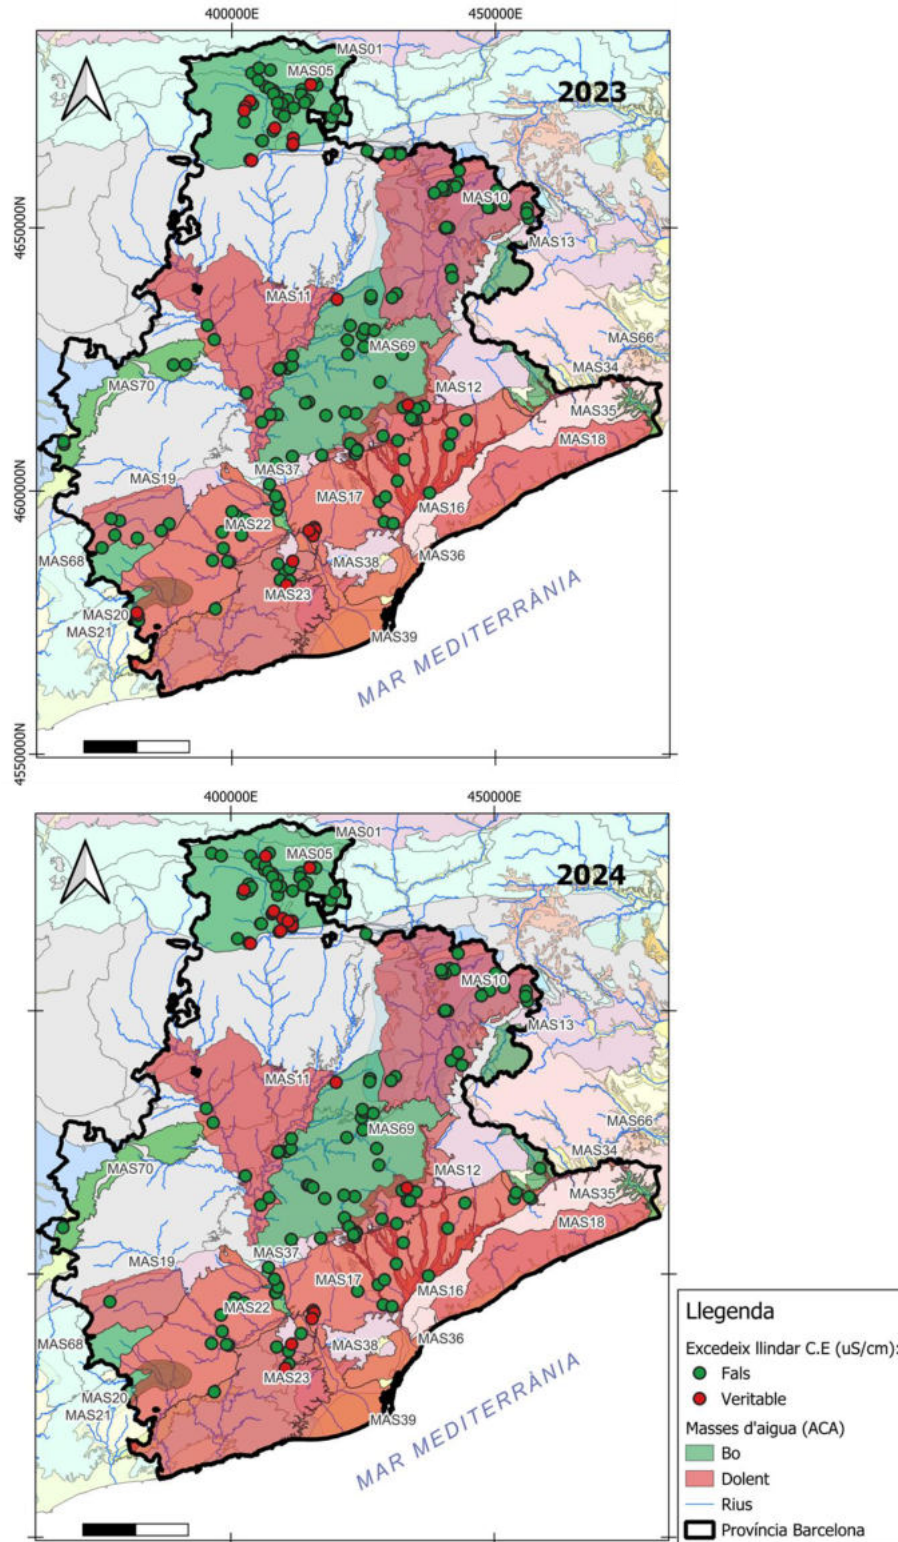 400000E
450000E
MAS01
MAS05
2023
MAS10
4650000N
MAS13
MAS11
MAS66
MAS69
MAS34
MAS70
MAS12
MAS35
MAS18
MAS37
MAS19
MAS17
4600000N
MAS16
MAS22
MAS68
MAS38
MAS36
MAS23
MAS20
MAS21
MAS39
MAR MEDITERRÀNIA
4550000N
400000E
450000E
MAS01
MAS05
2024
MAS10
MAS13
MAS11
MAS66
MAS69
MAS34
MAS70
MAS12
MAS35
MAS18
MAS37
MAS19
MAS17
MAS16
MAS22
MAS68
MAS38
MAS36
MAS23
MAS20
MAS21
MAS39
MAR MEDITERRÀNIA
Llegenda
Excedeix llindar C.E (uS/cm):
Fals
Veritable
Masses d'aigua (ACA)
Bo
Dolent
Rius
Província Barcelona